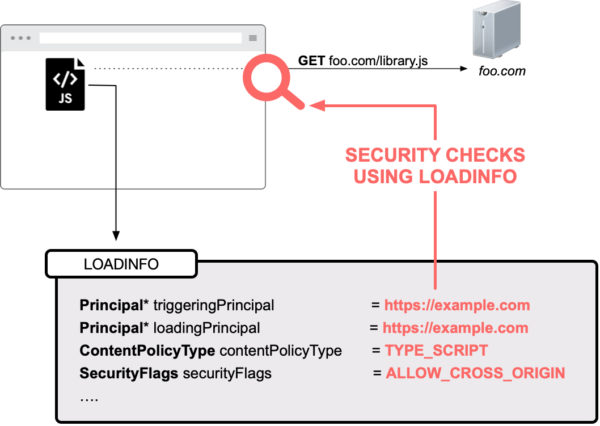 GET foo.com/library.js
foo.com
JS
SECURITY CHECKS
USING LOADINFO
LOADINFO
Principal* triggeringPrincipal = https://example.com
Principal* loadingPrincipal = https://example.com
ContentPolicyType contentPolicyType = TYPE_SCRIPT
SecurityFlags securityFlags = ALLOW_CROSS_ORIGIN
....